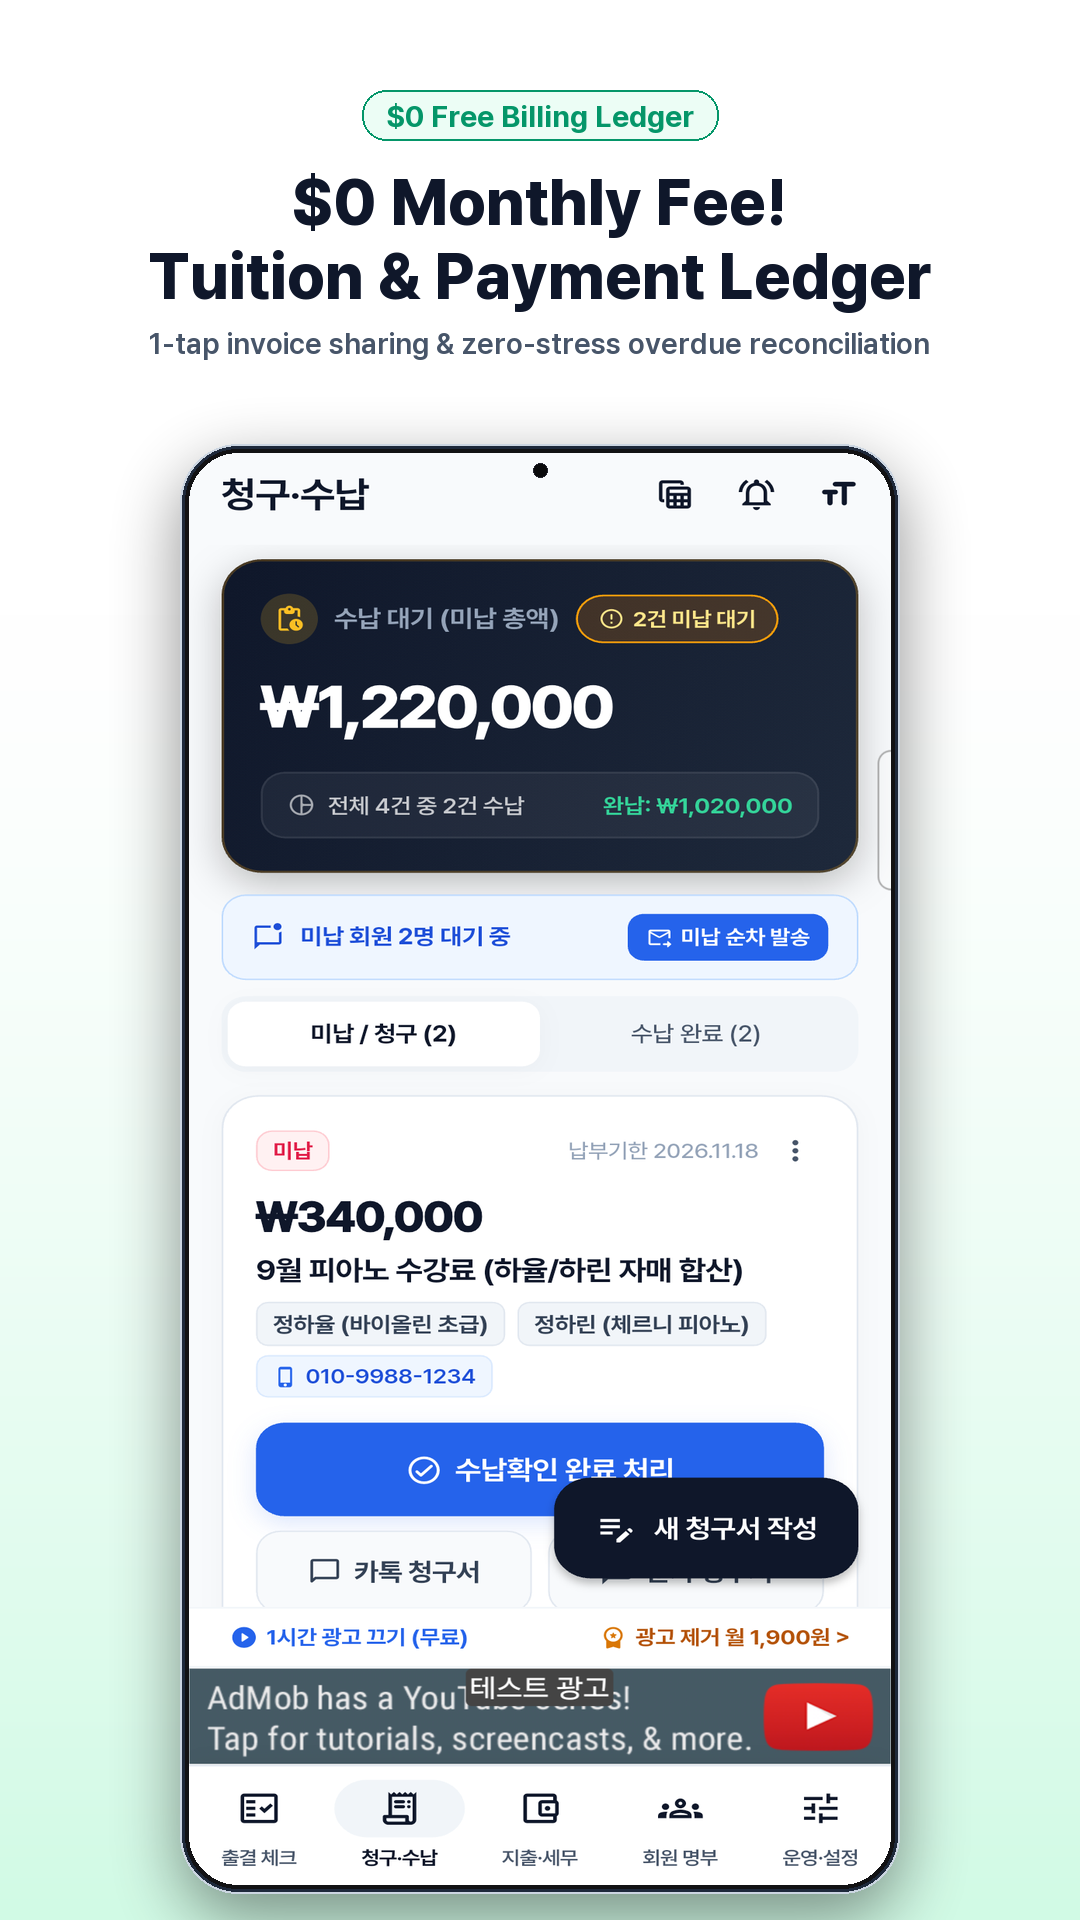 $0 Free Billing Ledger
$0 Monthly Fee!
Tuition & Payment Ledger
1-tap invoice sharing & zero-stress overdue reconciliation
청구·수납
수납 대기 (미납 총액)
2건 미납 대기
₩1,220,000
전체 4건 중 2건 수납
완납: ₩1,020,000
미납 회원 2명 대기 중
미납 순차 발송
미납 / 청구 (2)
수납 완료 (2)
미납
납부기한 2026.11.18
₩340,000
9월 피아노 수강료 (하율/하린 자매 합산)
정하율 (바이올린 초급)
정하린 (체르니 피아노)
010-9988-1234
수납확인 완료 처리
새 청구서 작성
카톡 청구서
1시간 광고 끄기 (무료)
광고 제거 월 1,900원 >
테스트 광고
AdMob has a YouTube series!
Tap for tutorials, screencasts, & more.
출결 체크
청구·수납
지출·세무
회원 명부
운영·설정